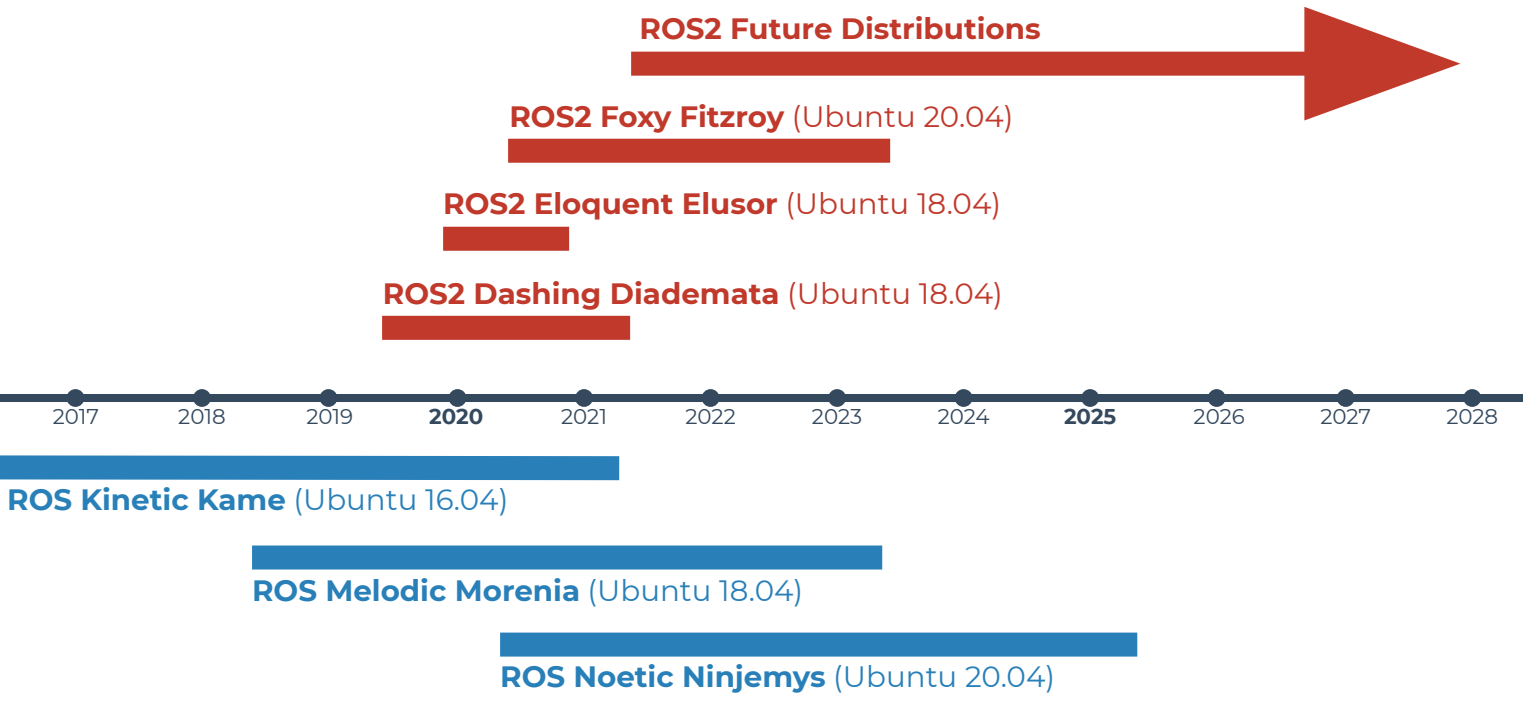 ROS2 Future Distributions
ROS2 Foxy Fitzroy (Ubuntu 20.04)
ROS2 Eloquent Elusor (Ubuntu 18.04)
ROS2 Dashing Diademata (Ubuntu 18.04)
2017 2018 2019 2020 2021 2022 2023 2024 2025 2026 2027 2028
ROS Kinetic Kame (Ubuntu 16.04)
ROS Melodic Morenia (Ubuntu 18.04)
ROS Noetic Ninjemys (Ubuntu 20.04)